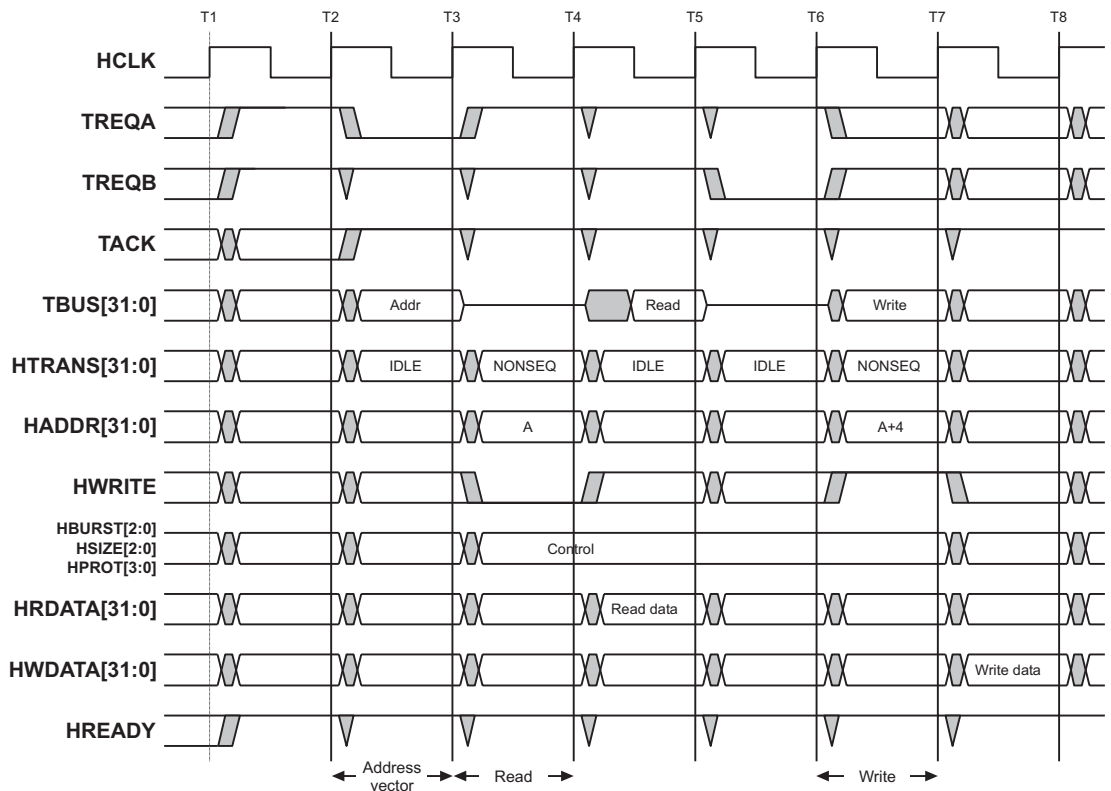 T1 T2 T3 T4 T5 T6 T7 T8
HCLK
TREQA
TREQB
TACK
TBUS[31:0] Addr Read Write
HTRANS[31:0] IDLE NONSEQ IDLE IDLE NONSEQ
HADDR[31:0] A A+4
HWRITE
HBURST[2:0]
HSIZE[2:0] Control
HPROT[3:0]
HRDATA[31:0] Read data
HWDATA[31:0] Write data
HREADY
Address
vector Read Write